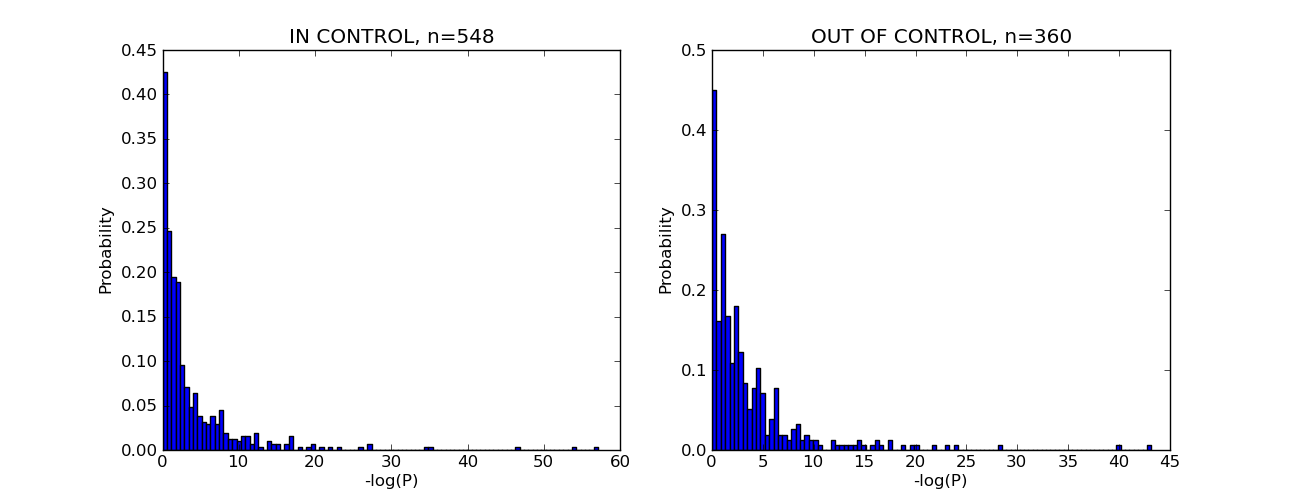 IN CONTROL, n=548
0.45
0.40
0.35
0.30
0.25
0.20
0.15
0.10
0.05
0.00
Probability
0 10 20 30 40 50 60
-log(P)
OUT OF CONTROL, n=360
0.5
0.4
0.3
0.2
0.1
0.0
Probability
0 5 10 15 20 25 30 35 40 45
-log(P)